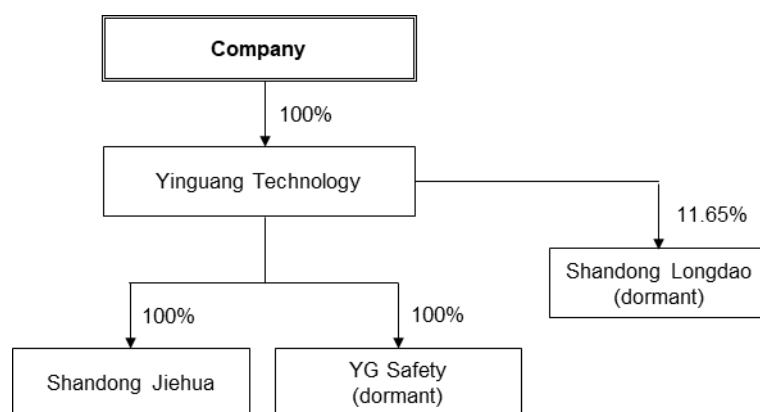 Company
100%
Yinguang Technology
11.65%
Shandong Longdao
(dormant)
100%
100%
Shandong Jiehua
YG Safety
(dormant)